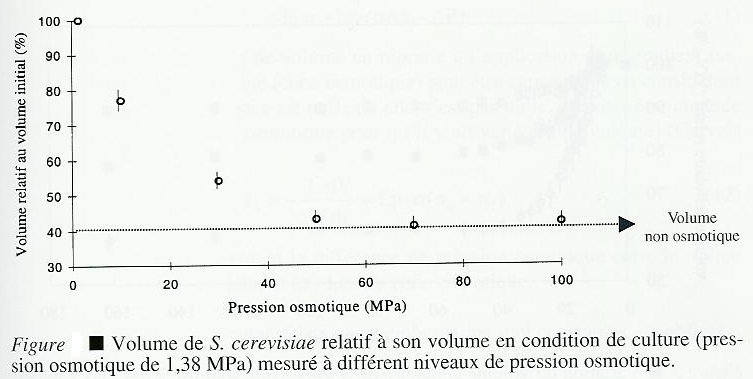 Volume relatif au volume initial (%)
100
90
80
70
60
50
40
30
0
20
40
60
80
100
Volume
non osmotique
Pression osmotique (MPa)
Figure ■ Volume de S. cerevisiae relatif à son volume en condition de culture (pres-
sion osmotique de 1,38 MPa) mesuré à différent niveaux de pression osmotique.